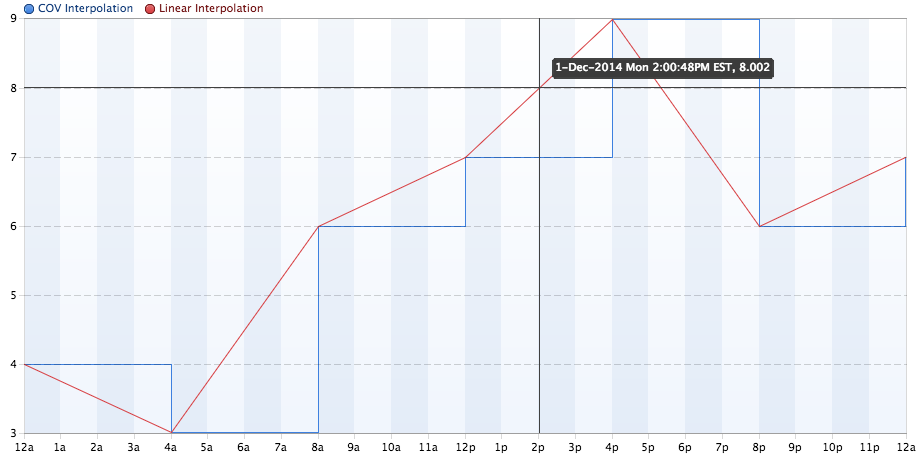 COV Interpolation Linear Interpolation
9
1-Dec-2014 Mon 2:00:48PM EST, 8.002
8
7
6
5
4
3
12a 1a 2a 3a 4a 5a 6a 7a 8a 9a 10a 11a 12p 1p 2p 3p 4p 5p 6p 7p 8p 9p 10p 11p 12a